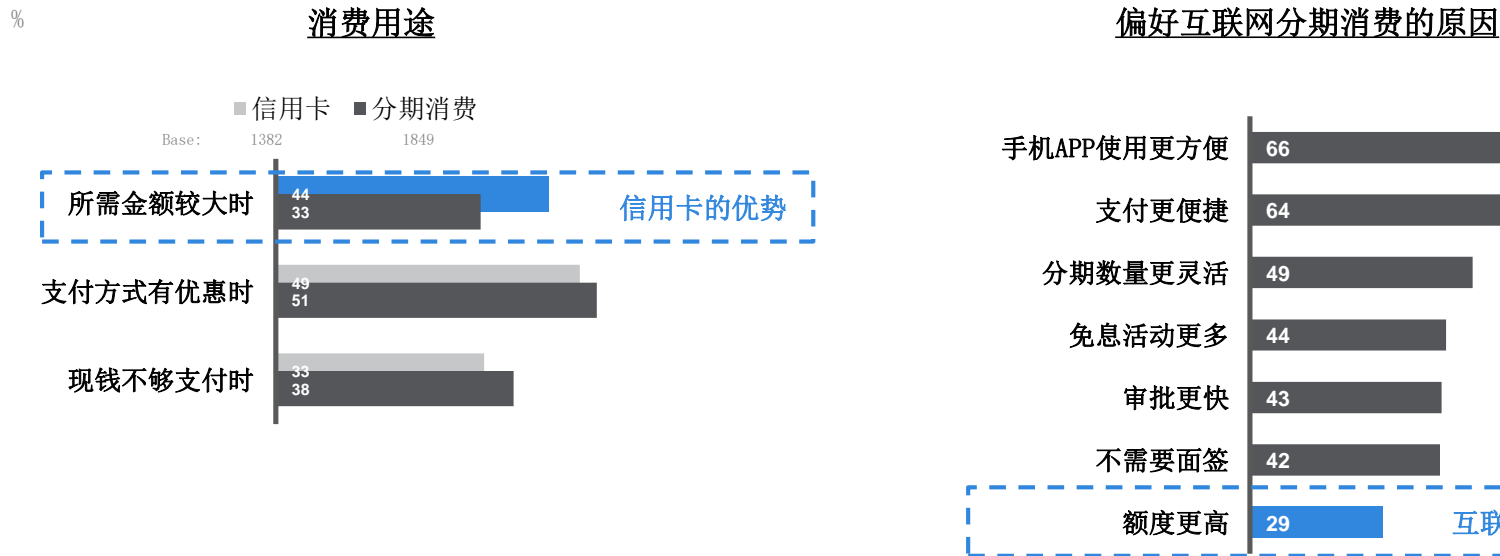 %
消费用途
信用卡 分期消费
Base: 1382 1849
所需金额较大时
44
33
信用卡的优势
支付方式有优惠时
49
51
现钱不够支付时
33
38
偏好互联网分期消费的原因
手机APP使用更方便 66
支付更便捷 64
分期数量更灵活 49
免息活动更多 44
审批更快 43
不需要面签 42
额度更高 29 互联